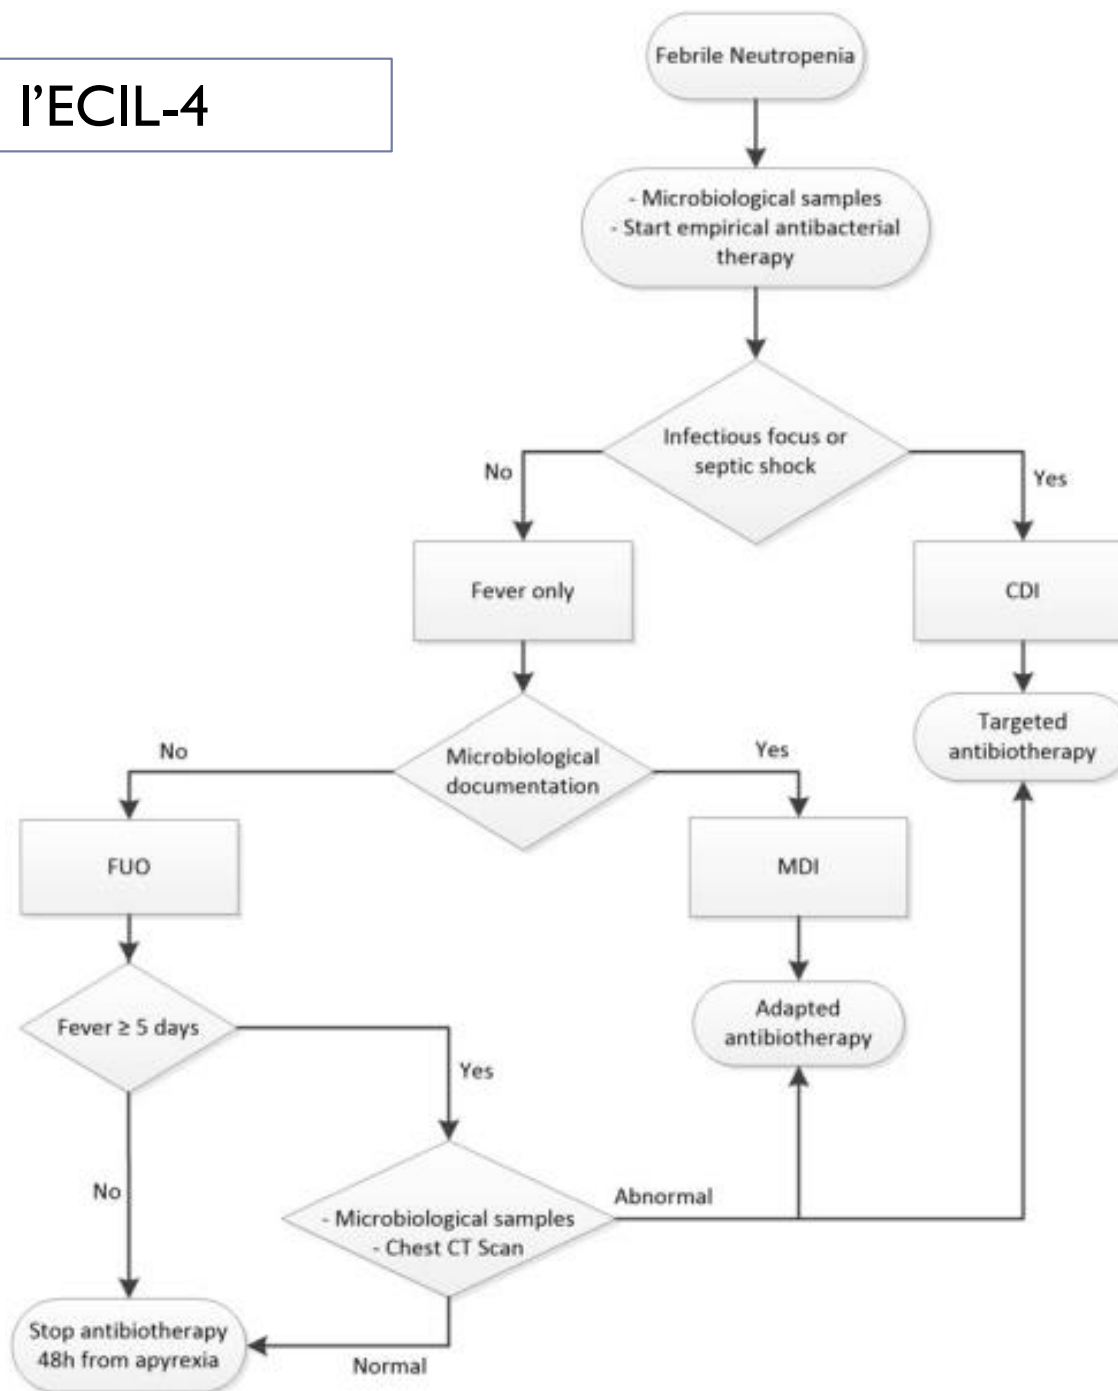 l'ECIL-4
Febrile Neutropenia
- Microbiological samples
- Start empirical antibacterial
therapy
Infectious focus or
septic shock
No
Yes
Fever only
CDI
Targeted
antibiotherapy
Microbiological
documentation
No
Yes
FUO
MDI
Adapted
antibiotherapy
Fever ≥ 5 days
Yes
No
- Microbiological samples
- Chest CT Scan
Abnormal
Normal
Stop antibiotherapy
48h from apyrexia